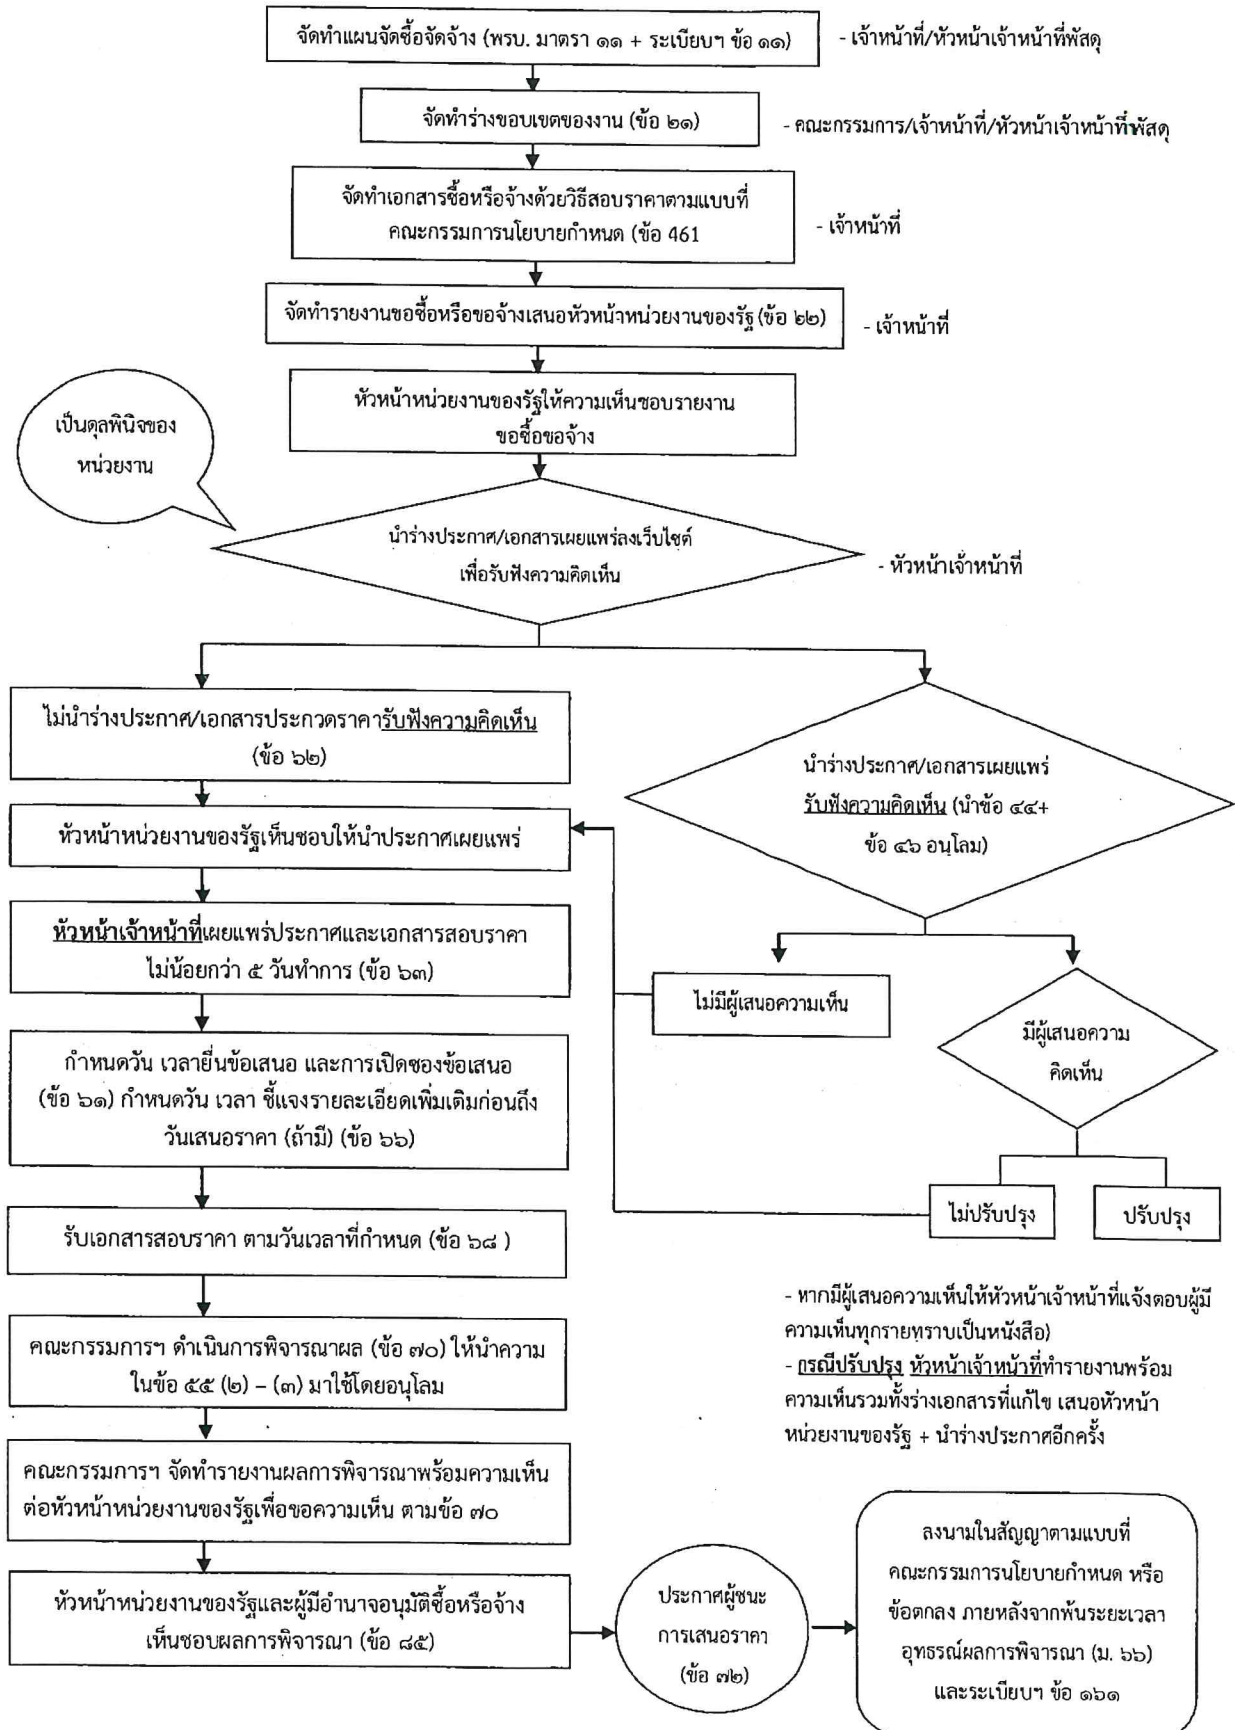 จัดทำแผนจัดซื้อจัดจ้าง (พรบ. มาตรา ๑๑ + ระเบียบฯ ข้อ ๑๑)
- เจ้าหน้าที่/หัวหน้าเจ้าหน้าที่พัสดุ
จัดทำร่างขอบเขตของงาน (ข้อ ๒๑)
- คณะกรรมการ/เจ้าหน้าที่/หัวหน้าเจ้าหน้าที่พัสดุ
จัดทำเอกสารซื้อหรือจ้างด้วยวิธีสอบราคาตามแบบที่
คณะกรรมการนโยบายกำหนด (ข้อ 461
- เจ้าหน้าที่
จัดทำรายงานขอซื้อหรือขอจ้างเสนอหัวหน้าหน่วยงานของรัฐ (ข้อ ๒๒)
- เจ้าหน้าที่
หัวหน้าหน่วยงานของรัฐให้ความเห็นชอบรายงาน
ขอซื้อขอจ้าง
เป็นดุลพินิจของ
หน่วยงาน
นำร่างประกาศ/เอกสารเผยแพร่ลงเว็บไซต์
เพื่อรับฟังความคิดเห็น
- หัวหน้าเจ้าหน้าที่
ไม่นำร่างประกาศ/เอกสารประกวดราคารับฟังความคิดเห็น
(ข้อ ๖๒)
นำร่างประกาศ/เอกสารเผยแพร่
รับฟังความคิดเห็น (นำข้อ ๔๕+
ข้อ ๔๖ อนุโลม)
หัวหน้าหน่วยงานของรัฐเห็นชอบให้นำประกาศเผยแพร่
หัวหน้าเจ้าหน้าที่เผยแพร่ประกาศและเอกสารสอบราคา
ไม่น้อยกว่า ๕ วันทำการ (ข้อ ๖๓)
ไม่มีผู้เสนอความเห็น
มีผู้เสนอความ
คิดเห็น
กำหนดวัน เวลายื่นข้อเสนอ และการเปิดซองข้อเสนอ
(ข้อ ๖๑) กำหนดวัน เวลา ชี้แจงรายละเอียดเพิ่มเติมก่อนถึง
วันเสนอราคา (ถ้ามี) (ข้อ ๖๖)
ไม่ปรับปรุง
ปรับปรุง
รับเอกสารสอบราคา ตามวันเวลาที่กำหนด (ข้อ ๖๘ )
- หากมีผู้เสนอความเห็นให้หัวหน้าเจ้าหน้าที่แจ้งตอบผู้มี
ความเห็นทุกรายทราบเป็นหนังสือ)
- กรณีปรับปรุง หัวหน้าเจ้าหน้าที่ทำรายงานพร้อม
ความเห็นรวมทั้งร่างเอกสารที่แก้ไข เสนอหัวหน้า
หน่วยงานของรัฐ + นำร่างประกาศอีกครั้ง
คณะกรรมการฯ ดำเนินการพิจารณาผล (ข้อ ๗๐) ให้นำความ
ในข้อ ๕๕ (๒) – (๓) มาใช้โดยอนุโลม
คณะกรรมการฯ จัดทำรายงานผลการพิจารณาพร้อมความเห็น
ต่อหัวหน้าหน่วยงานของรัฐเพื่อขอความเห็น ตามข้อ ๗๐
หัวหน้าหน่วยงานของรัฐและผู้มีอำนาจอนุมัติซื้อหรือจ้าง
เห็นชอบผลการพิจารณา (ข้อ ๘๕)
ประกาศผู้ชนะ
การเสนอราคา
(ข้อ ๗๒)
ลงนามในสัญญาตามแบบที่
คณะกรรมการนโยบายกำหนด หรือ
ข้อตกลง ภายหลังจากพ้นระยะเวลา
อุทธรณ์ผลการพิจารณา (ม. ๖๖)
และระเบียบฯ ข้อ ๑๖๑